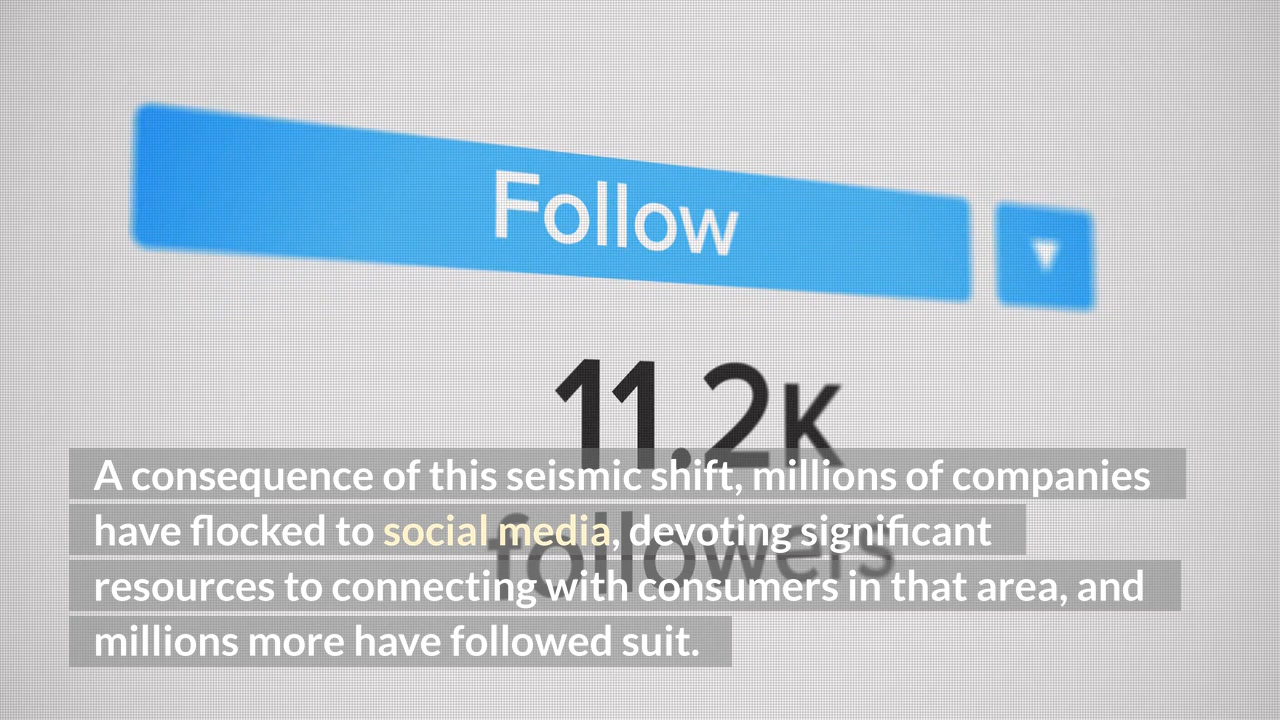 Follow
11.2K
followers
A consequence of this seismic shift, millions of companies
have flocked to social media, devoting significant
resources to connecting with consumers in that area, and
millions more have followed suit.